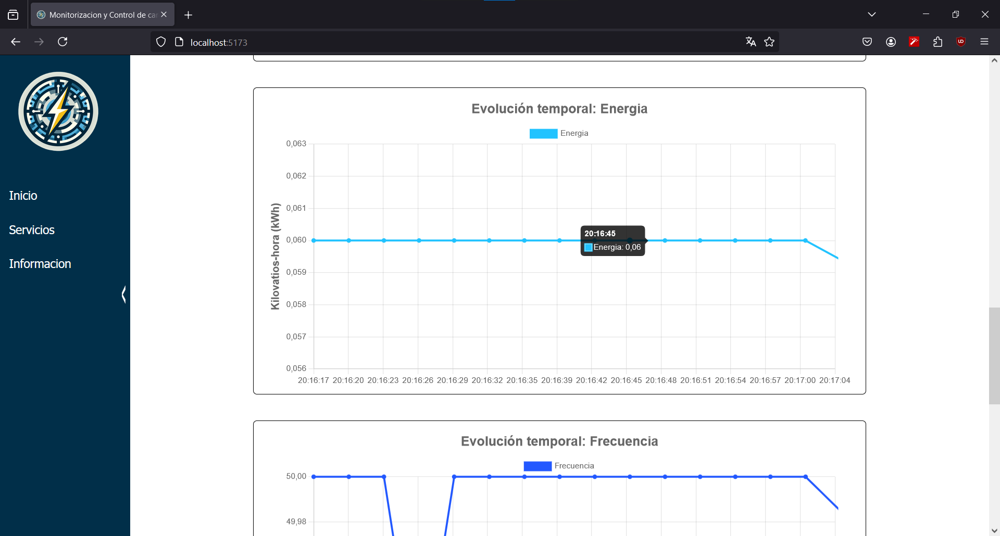 Monitorizacion y Control de car
localhost:5173
Inicio
Servicios
Informacion
Evolución temporal: Energia
Energia
Kilovatios-hora (kWh)
0,063
0,062
0,061
0,060
0,059
0,058
0,057
0,056
20:16:45
Energia: 0,06
20:16:17 20:16:20 20:16:23 20:16:26 20:16:29 20:16:32 20:16:35 20:16:39 20:16:42 20:16:45 20:16:48 20:16:51 20:16:54 20:16:57 20:17:00 20:17:04
Evolución temporal: Frecuencia
Frecuencia
50,00
49,98